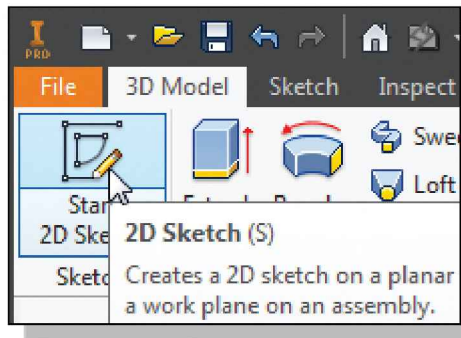 PRO
File 3D Model Sketch Inspect
Swe
Loft
Star
2D Ske
2D Sketch (S)
Sketc
Creates a 2D sketch on a planar
a work plane on an assembly.